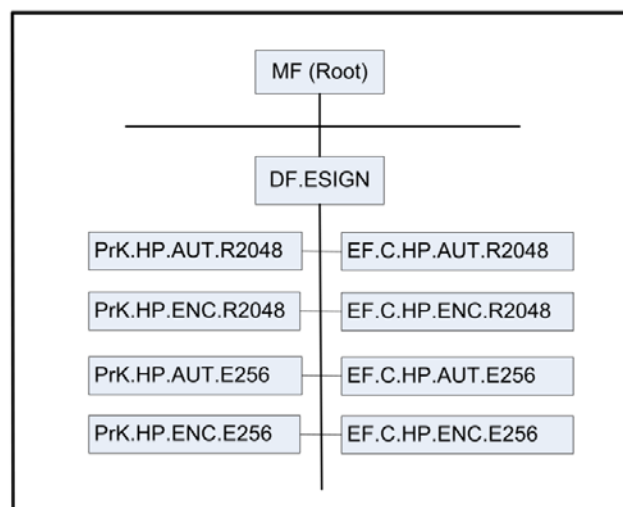 MF (Root)
DF.ESIGN
PrK.HP.AUT.R2048
EF.C.HP.AUT.R2048
PrK.HP.ENC.R2048
EF.C.HP.ENC.R2048
PrK.HP.AUT.E256
EF.C.HP.AUT.E256
PrK.HP.ENC.E256
EF.C.HP.ENC.E256